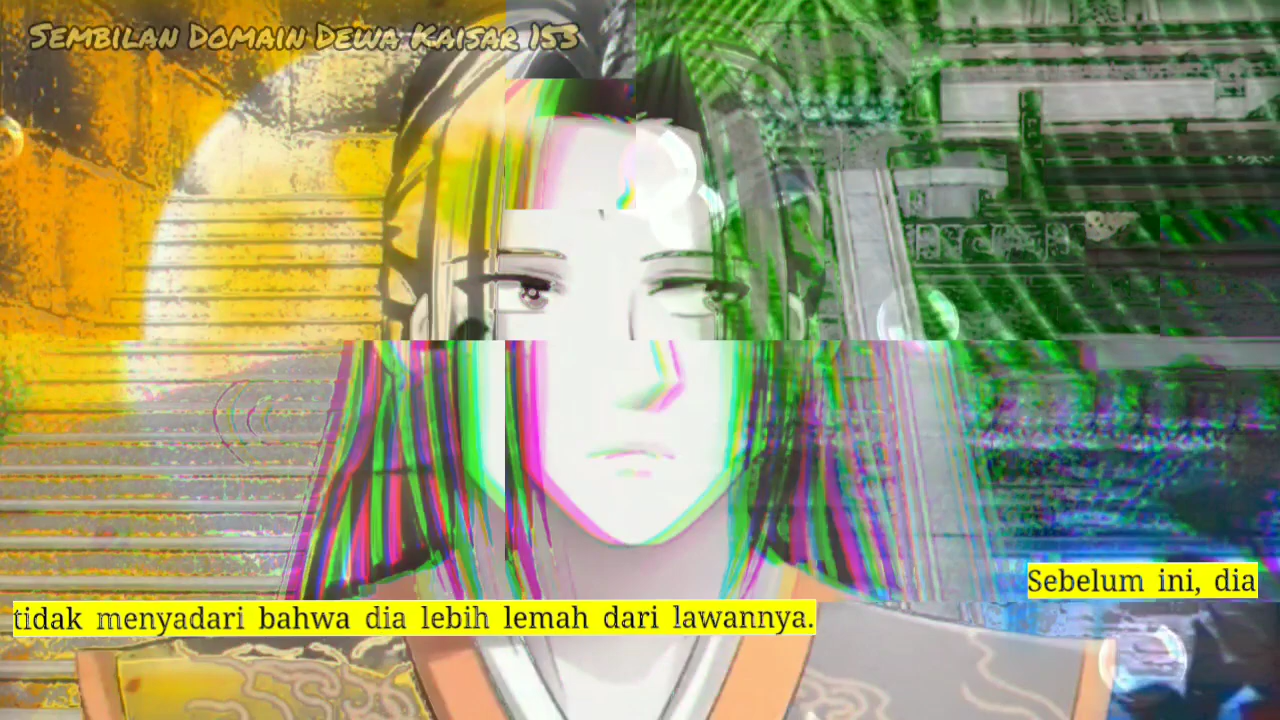 Sembilan Domain Dewa Kaisar 153
Sebelum ini, dia
tidak menyadari bahwa dia lebih lemah dari lawannya.